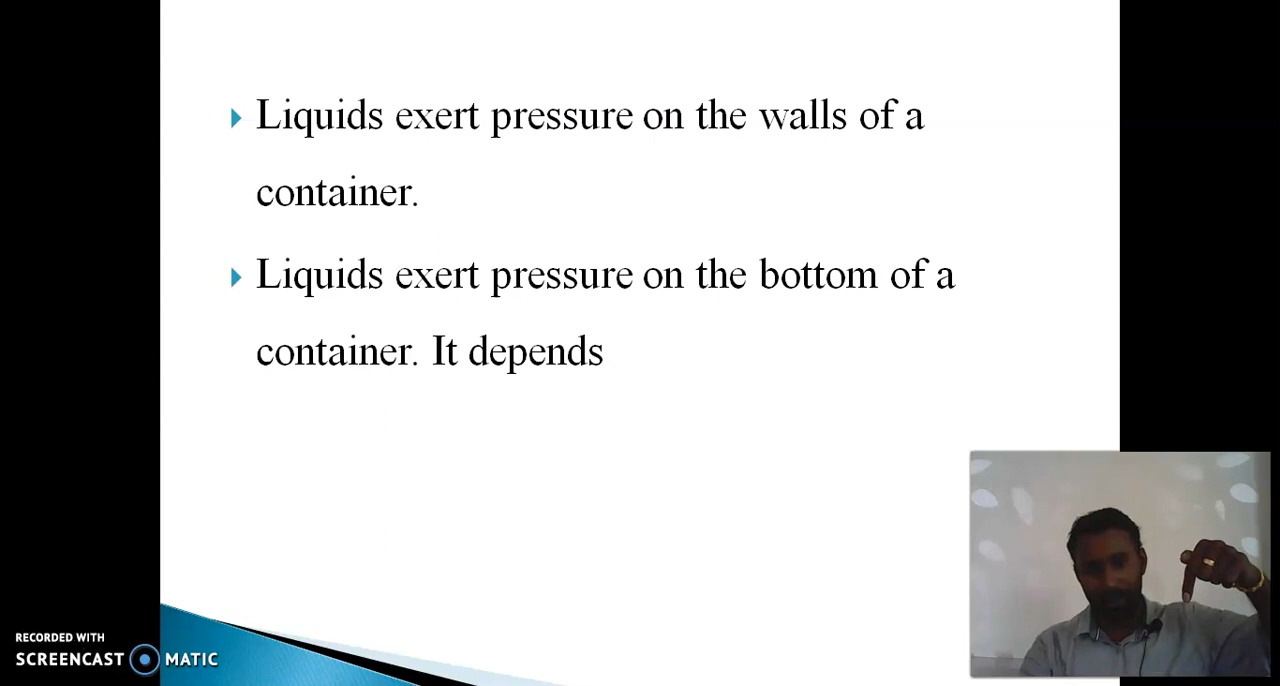 Liquids exert pressure on the walls of a
container.
Liquids exert pressure on the bottom of a
container. It depends
RECORDED WITH
SCREENCAST MATIC